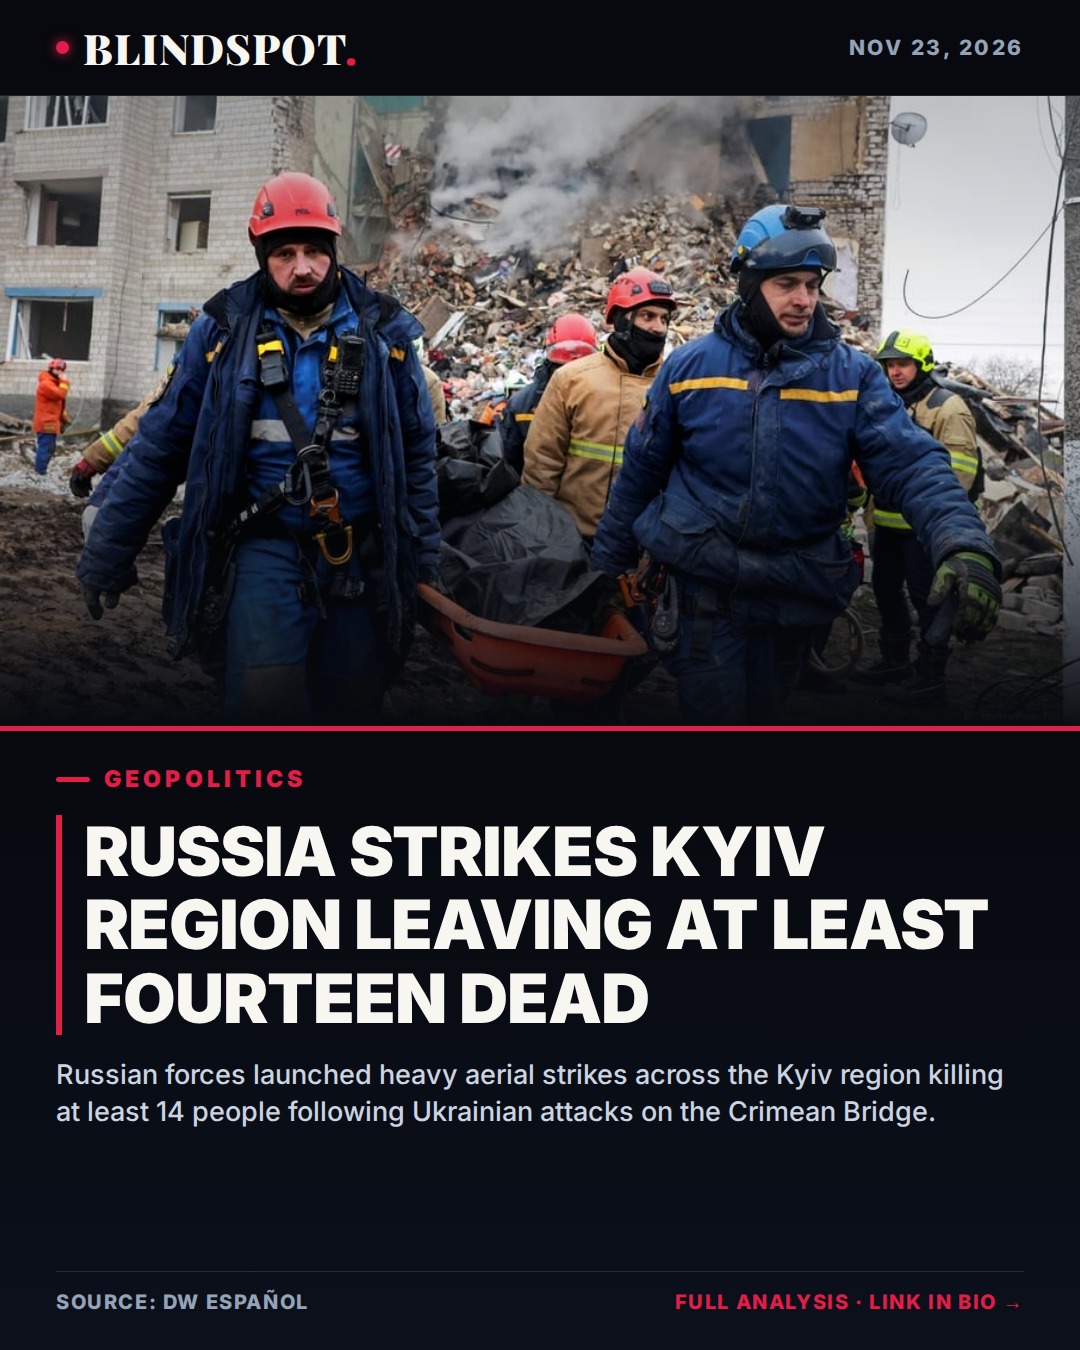 BLINDSPOT.
NOV 23, 2026
GEOPOLITICS
RUSSIA STRIKES KYIV
REGION LEAVING AT LEAST
FOURTEEN DEAD
Russian forces launched heavy aerial strikes across the Kyiv region killing
at least 14 people following Ukrainian attacks on the Crimean Bridge.
SOURCE: DW ESPAÑOL
FULL ANALYSIS · LINK IN BIO →